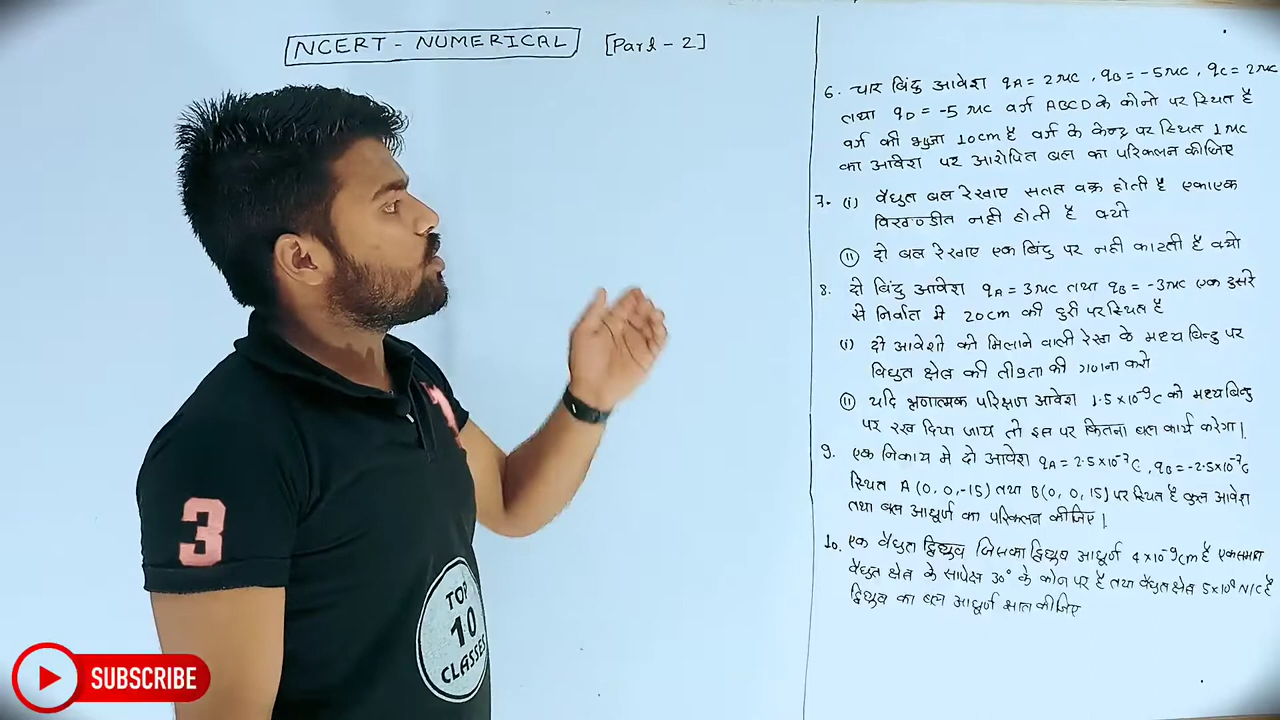 NCERT - NUMERICAL [Part - 2]
6. चार बिंदु आवेश qA = 2μC , qB = -5μC , qC = 2μC
तथा qD = -5 μC वर्ग ABCD के कोनो पर स्थित है
वर्ग की भुजा 10cm है वर्ग के केन्द्र पर स्थित 1μC
का आवेश पर आरोपित बल का परिकलन कीजिए
7. (i) वैधुत बल रेखाए सतत वक्र होती है एकाएक
विखण्डीत नही होती है क्यो
(ii) दो बल रेखाए एक बिंदु पर नही काटती है क्यो
8. दो बिंदु आवेश qA = 3μC तथा qB = -3μC एक दुसरे
से निर्वात मे 20cm की दुरी पर स्थित है
(i) दो आवेशो को मिलाने वाली रेखा के मध्य बिन्दु पर
विधुत क्षेत्र की तीव्रता की गणना करो
(ii) यदि ऋणात्मक परिक्षण आवेश 1.5×10⁻⁹C को मध्य बिन्दु
पर रख दिया जाय तो इस पर कितना बल कार्य करेगा।
9. एक निकाय मे दो आवेश qA = 2.5×10⁻⁷C , qB = -2.5×10⁻⁷C
स्थित A (0, 0, -15) तथा B (0, 0, 15) पर स्थित है कुल आवेश
तथा बल आधूर्ण का परिकलन कीजिए।
10. एक वैधुत द्विध्रुव जिसका द्विध्रुव आधूर्ण 4×10⁻⁹cm है एकसमान
वैधुत क्षेत्र के सापेक्ष 30° के कोन पर है तथा वैधुत क्षेत्र 5×10⁴ N/C है
द्विध्रुव का बल आधूर्ण ज्ञात कीजिए
3
TOP
10
CLASSES
SUBSCRIBE